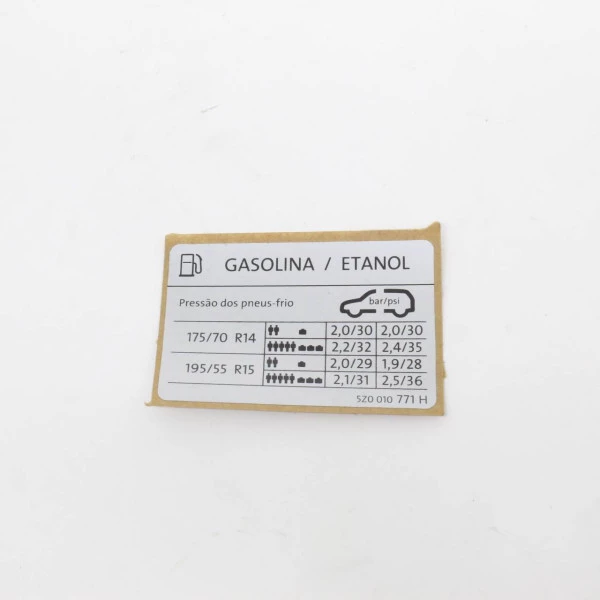 GASOLINA / ETANOL
Pressão dos pneus-frio bar/psi
175/70 R14 2,0/30 2,0/30
2,2/32 2,4/35
195/55 R15 2,0/29 1,9/28
2,1/31 2,5/36
5Z0 010 771 H